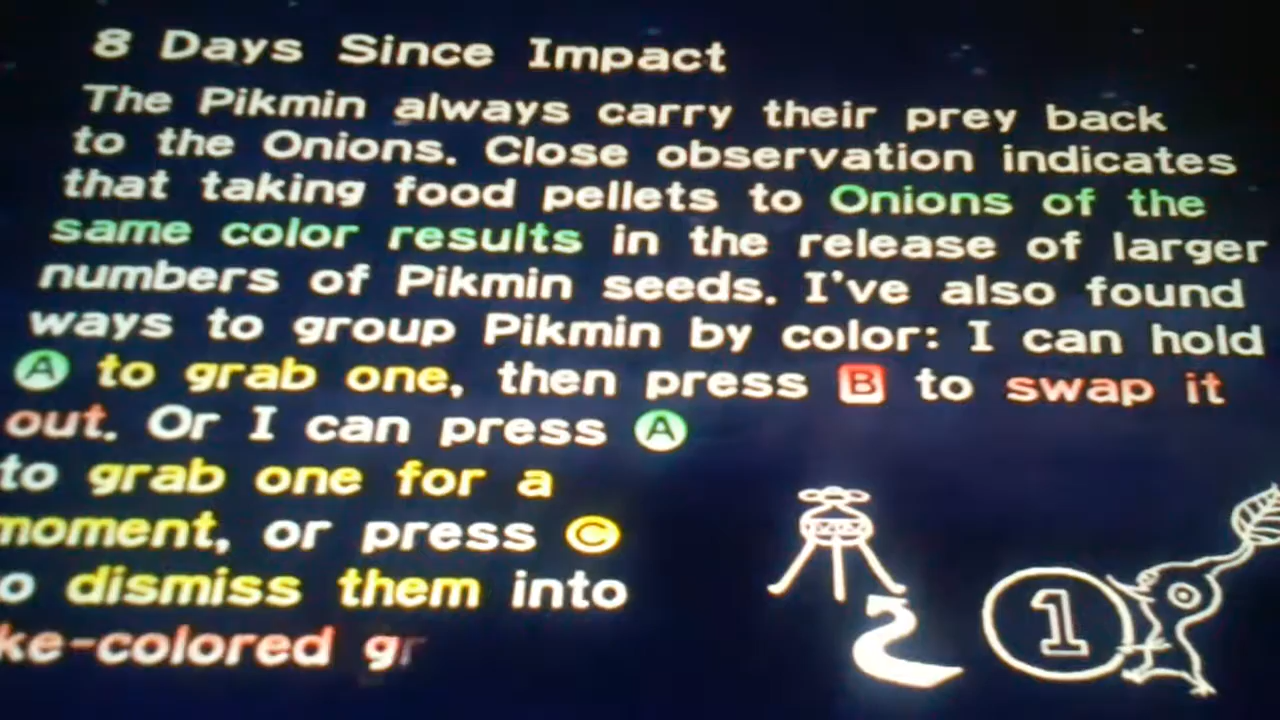 8 Days Since Impact
The Pikmin always carry their prey back
to the Onions. Close observation indicates
that taking food pellets to Onions of the
same color results in the release of larger
numbers of Pikmin seeds. I've also found
ways to group Pikmin by color: I can hold
A to grab one, then press B to swap it
out. Or I can press A
to grab one for a
moment, or press C
o dismiss them into
ke-colored gr
1